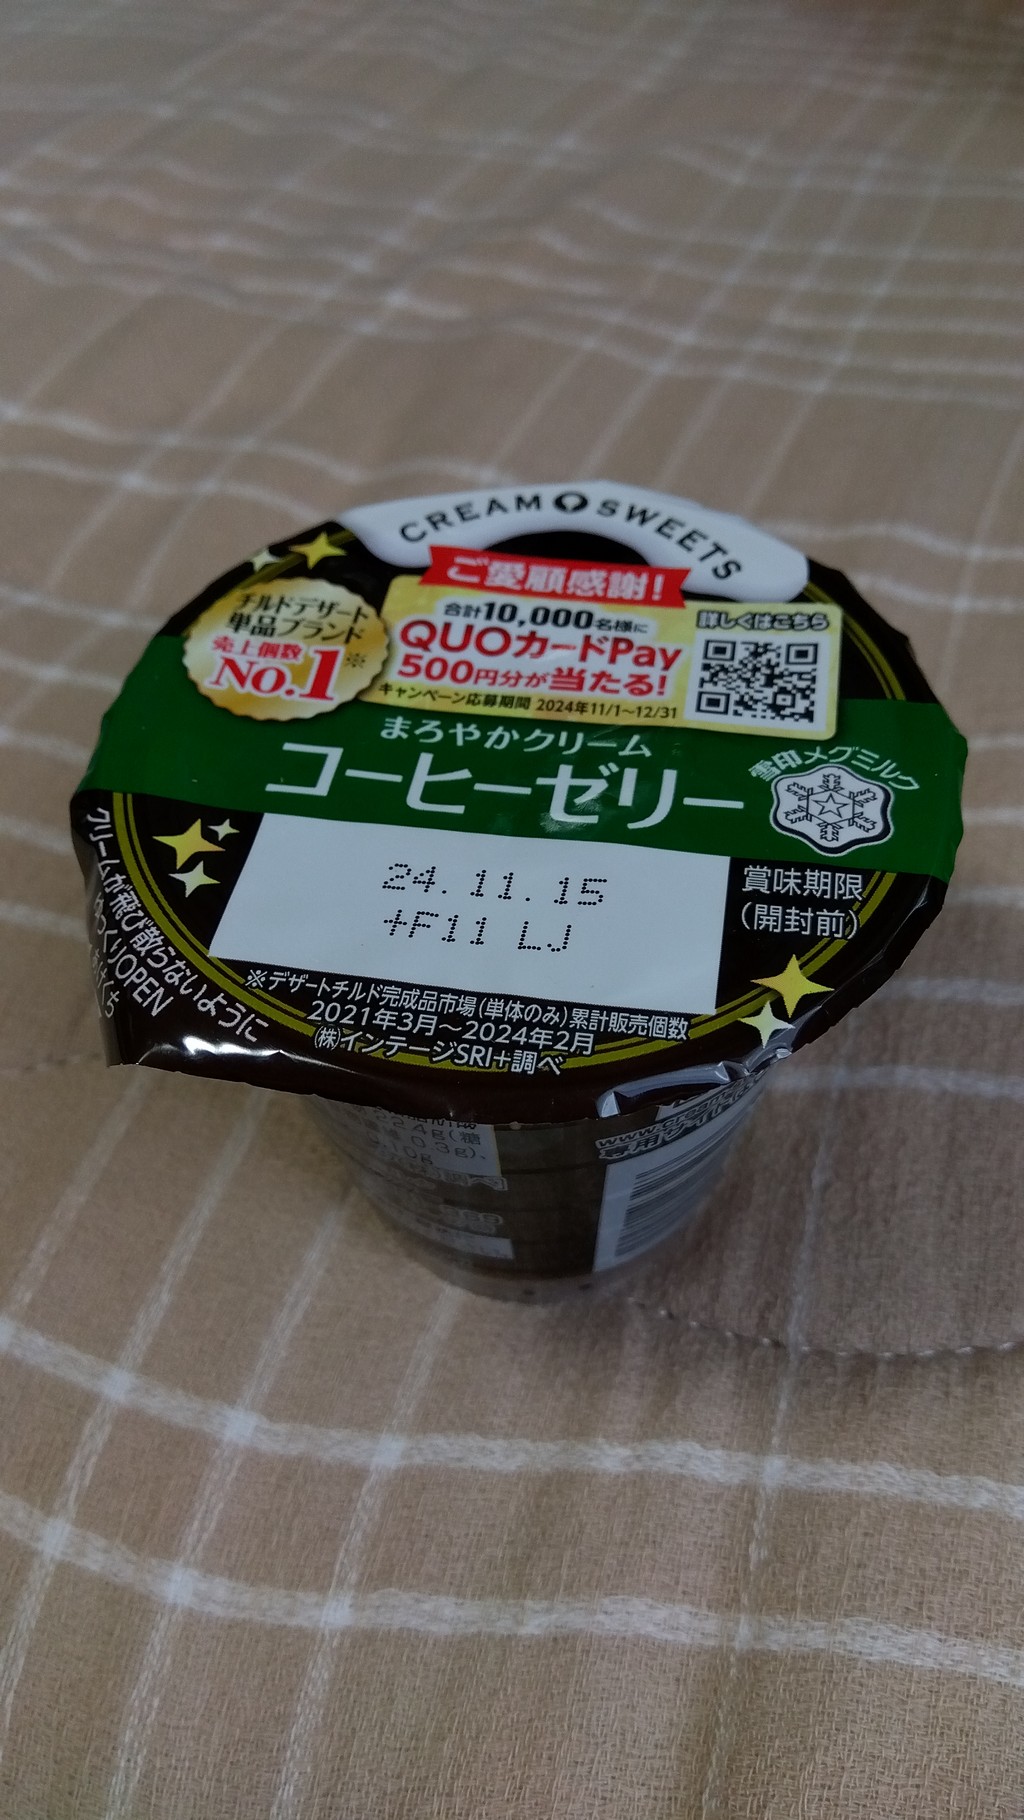 CREAM SWEETS
ご愛顧感謝!
チルドデザート
単品ブランド
売上個数
No.1※
合計10,000名様に
QUOカードPay
500円分が当たる!
キャンペーン応募期間 2024年11/1~12/31
詳しくはこちら
まろやかクリーム
コーヒーゼリー
雪印メグミルク
24.11.15
+F11 LJ
賞味期限
(開封前)
クリームが飛び散らないように
ゆっくりOPEN
※デザートチルド完成品市場(単体のみ)累計販売個数
2021年3月~2024年2月
(株)インテージSRI+調べ